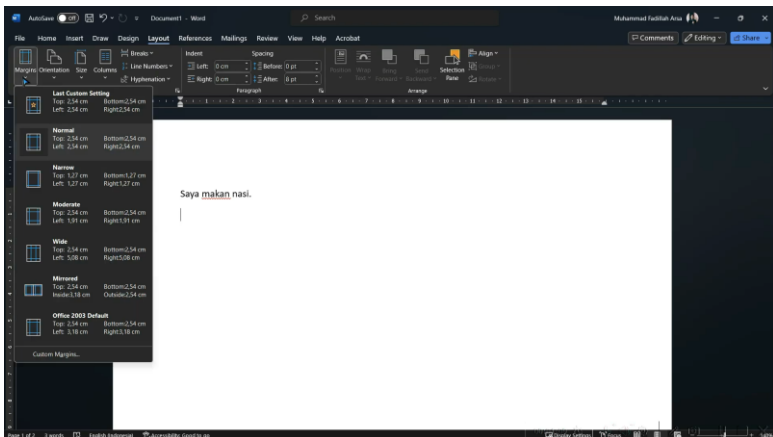 AutoSave Off Document1 - Word Search Muhammad Fadillah Arsa
File Home Insert Draw Design Layout References Mailings Review View Help Acrobat Comments Editing Share
Margins Orientation Size Columns Breaks Line Numbers Hyphenation
Indent Spacing
Left: 0 cm Before: 0 pt
Right: 0 cm After: 8 pt
Paragraph
Position Wrap Text Bring Forward Send Backward Selection Pane Align Group Rotate
Arrange
Last Custom Setting
Top: 2,54 cm Bottom:2,54 cm
Left: 2,54 cm Right:2,54 cm
Normal
Top: 2,54 cm Bottom:2,54 cm
Left: 2,54 cm Right:2,54 cm
Narrow
Top: 1,27 cm Bottom:1,27 cm
Left: 1,27 cm Right:1,27 cm
Moderate
Top: 2,54 cm Bottom:2,54 cm
Left: 1,91 cm Right:1,91 cm
Wide
Top: 2,54 cm Bottom:2,54 cm
Left: 5,08 cm Right:5,08 cm
Mirrored
Top: 2,54 cm Bottom:2,54 cm
Inside:3,18 cm Outside:2,54 cm
Office 2003 Default
Top: 2,54 cm Bottom:2,54 cm
Left: 3,18 cm Right:3,18 cm
Custom Margins...
Saya makan nasi.
Page 1 of 2 3 words English Indonesia) Accessibility: Good to go Display Settings Focus